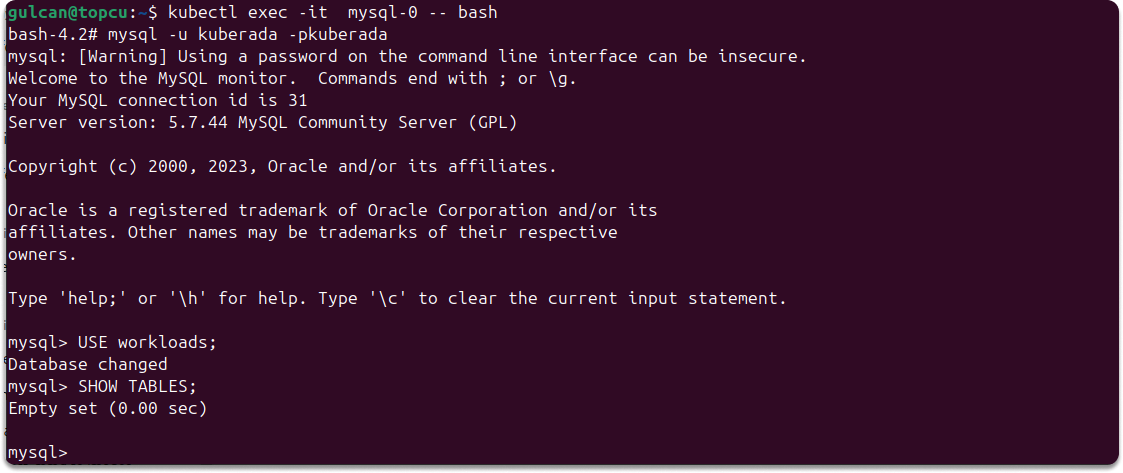 gulcan@topcu:~$ kubectl exec -it  mysql-0 -- bash
bash-4.2# mysql -u kuberada -pkuberada
mysql: [Warning] Using a password on the command line interface can be insecure.
Welcome to the MySQL monitor.  Commands end with ; or \g.
Your MySQL connection id is 31
Server version: 5.7.44 MySQL Community Server (GPL)
Copyright (c) 2000, 2023, Oracle and/or its affiliates.
Oracle is a registered trademark of Oracle Corporation and/or its
affiliates. Other names may be trademarks of their respective
owners.
Type 'help;' or '\h' for help. Type '\c' to clear the current input statement.
mysql> USE workloads;
Database changed
mysql> SHOW TABLES;
Empty set (0.00 sec)
mysql>